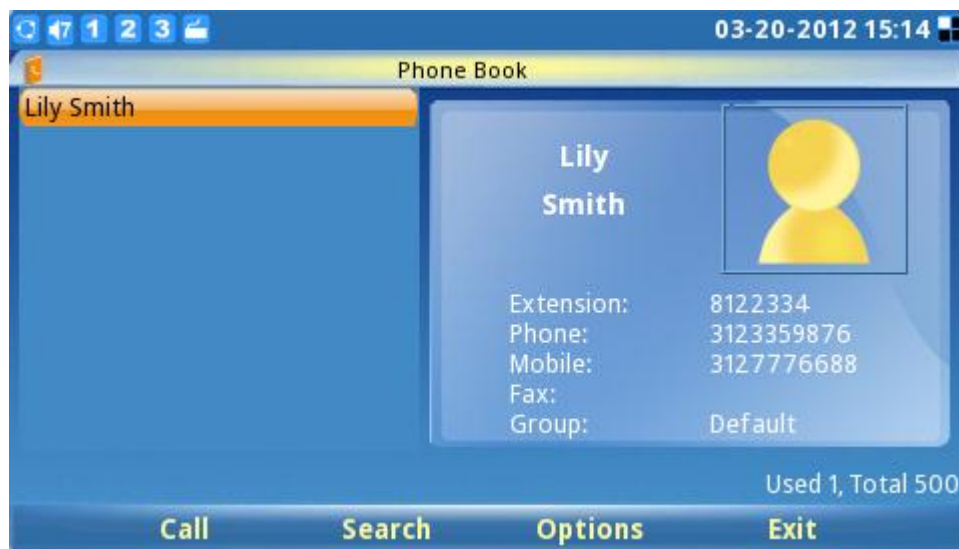 7 1 2 3 03-20-2012 15:14
Phone Book
Lily Smith
Lily
Smith
Extension: 8122334
Phone: 3123359876
Mobile: 3127776688
Fax:
Group: Default
Used 1, Total 500
Call Search Options Exit